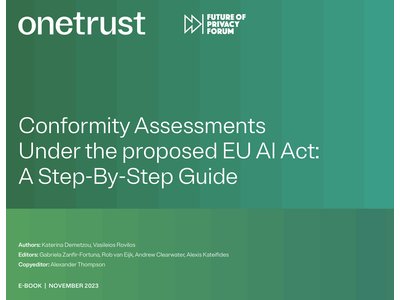 onetrust
FUTURE OF
PRIVACY
FORUM
Conformity Assessments
Under the proposed EU AI Act:
A Step-By-Step Guide
Authors: Katerina Demetzou, Vasileios Rovilos
Editors: Gabriela Zanfir-Fortuna, Rob van Eijk, Andrew Clearwater, Alexis Kateifides
Copyeditor: Alexander Thompson
E-BOOK | NOVEMBER 2023